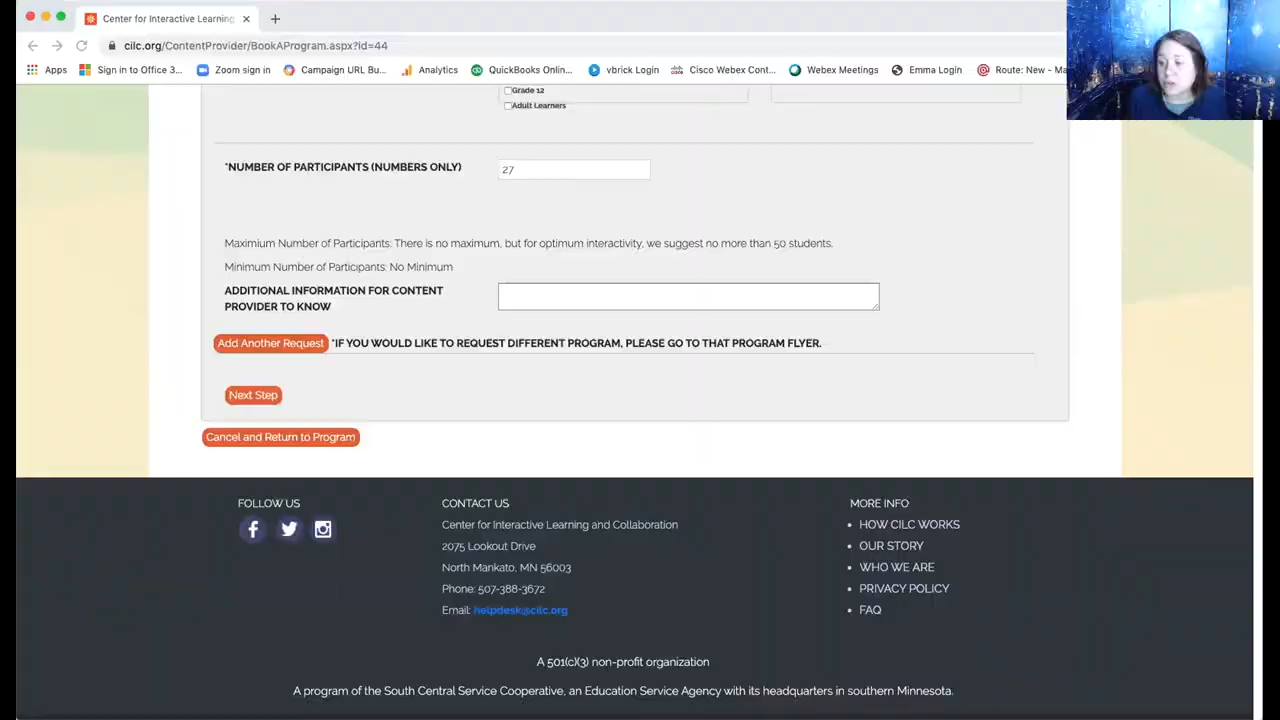 Center for Interactive Learning
cilc.org/ContentProvider/BookAProgram.aspx?id=44
Apps Sign in to Office 3... Zoom sign in Campaign URL Bu... Analytics QuickBooks Onlin... vbrick Login Cisco Webex Cont... Webex Meetings Emma Login Route: New - Ma
Grade 12
Adult Learners
*NUMBER OF PARTICIPANTS (NUMBERS ONLY)
27
Maximium Number of Participants: There is no maximum, but for optimum interactivity, we suggest no more than 50 students.
Minimum Number of Participants: No Minimum
ADDITIONAL INFORMATION FOR CONTENT
PROVIDER TO KNOW
Add Another Request *IF YOU WOULD LIKE TO REQUEST DIFFERENT PROGRAM, PLEASE GO TO THAT PROGRAM FLYER.
Next Step
Cancel and Return to Program
FOLLOW US
CONTACT US
Center for Interactive Learning and Collaboration
2075 Lookout Drive
North Mankato, MN 56003
Phone: 507-388-3672
Email: helpdesk@cilc.org
MORE INFO
HOW CILC WORKS
OUR STORY
WHO WE ARE
PRIVACY POLICY
FAQ
A 501(c)(3) non-profit organization
A program of the South Central Service Cooperative, an Education Service Agency with its headquarters in southern Minnesota.